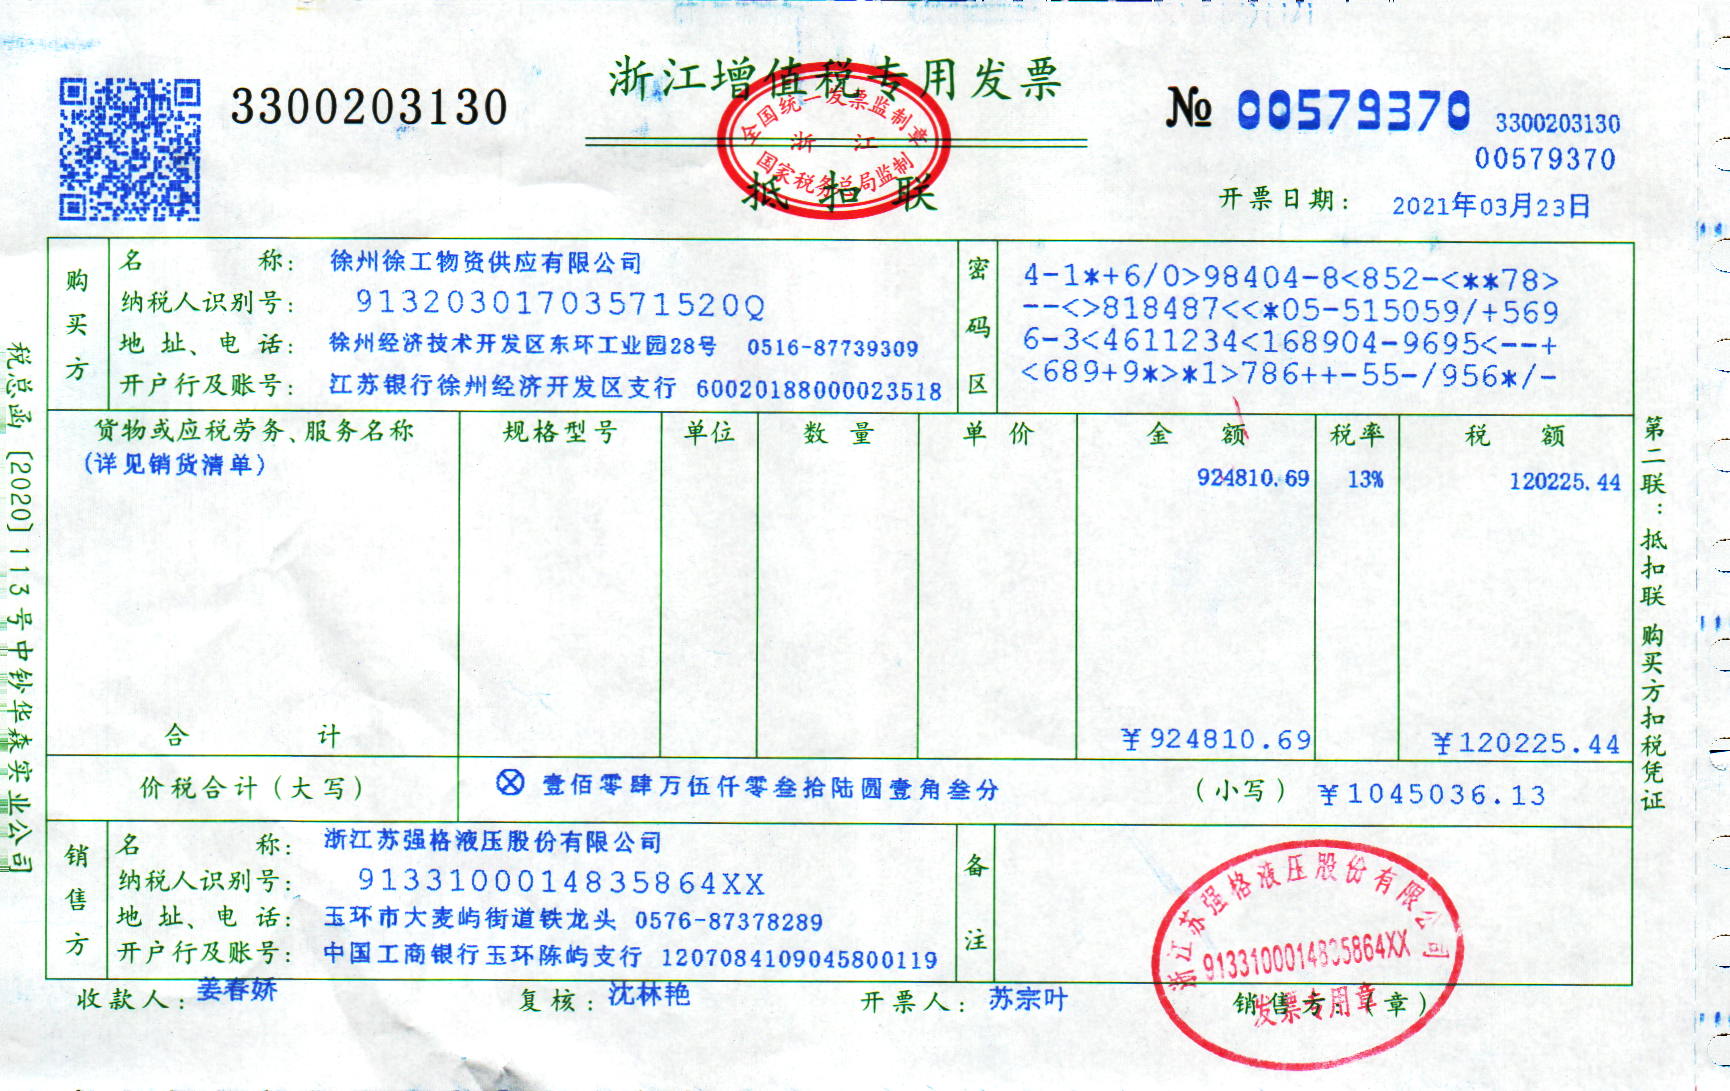 浙江增值税专用发票
3300203130
№ 00579370
3300203130
00579370
全国统一发票监制章
浙 江
国家税务总局监制
抵 扣 联
开票日期： 2021年03月23日
购买方
名 称： 徐州徐工物资供应有限公司
纳税人识别号： 91320301703571520Q
地 址、电 话： 徐州经济技术开发区东环工业园28号 0516-87739309
开户行及账号： 江苏银行徐州经济开发区支行 60020188000023518
密码区
4-1*+6/0>98404-8<852-<**78>
--<>818487<<*05-515059/+569
6-3<4611234<168904-9695<--+
<689+9*>*1>786++-55-/956*/-
货物或应税劳务、服务名称 规格型号 单位 数 量 单 价 金 额 税率 税 额
(详见销货清单) 924810.69 13% 120225.44
合 计 ￥924810.69 ￥120225.44
价税合计（大写） ⊗ 壹佰零肆万伍仟零叁拾陆圆壹角叁分 （小写） ￥1045036.13
销售方
名 称： 浙江苏强格液压股份有限公司
纳税人识别号： 9133100014835864XX
地 址、电 话： 玉环市大麦屿街道铁龙头 0576-87378289
开户行及账号： 中国工商银行玉环陈屿支行 1207084109045800119
备注
浙江苏强格液压股份有限公司
9133100014835864XX
发票专用章
收款人： 姜春娇 复核： 沈林艳 开票人： 苏宗叶 销售方：（章）
税总函〔2020〕113号中钞华森实业公司
第二联：抵扣联 购买方扣税凭证